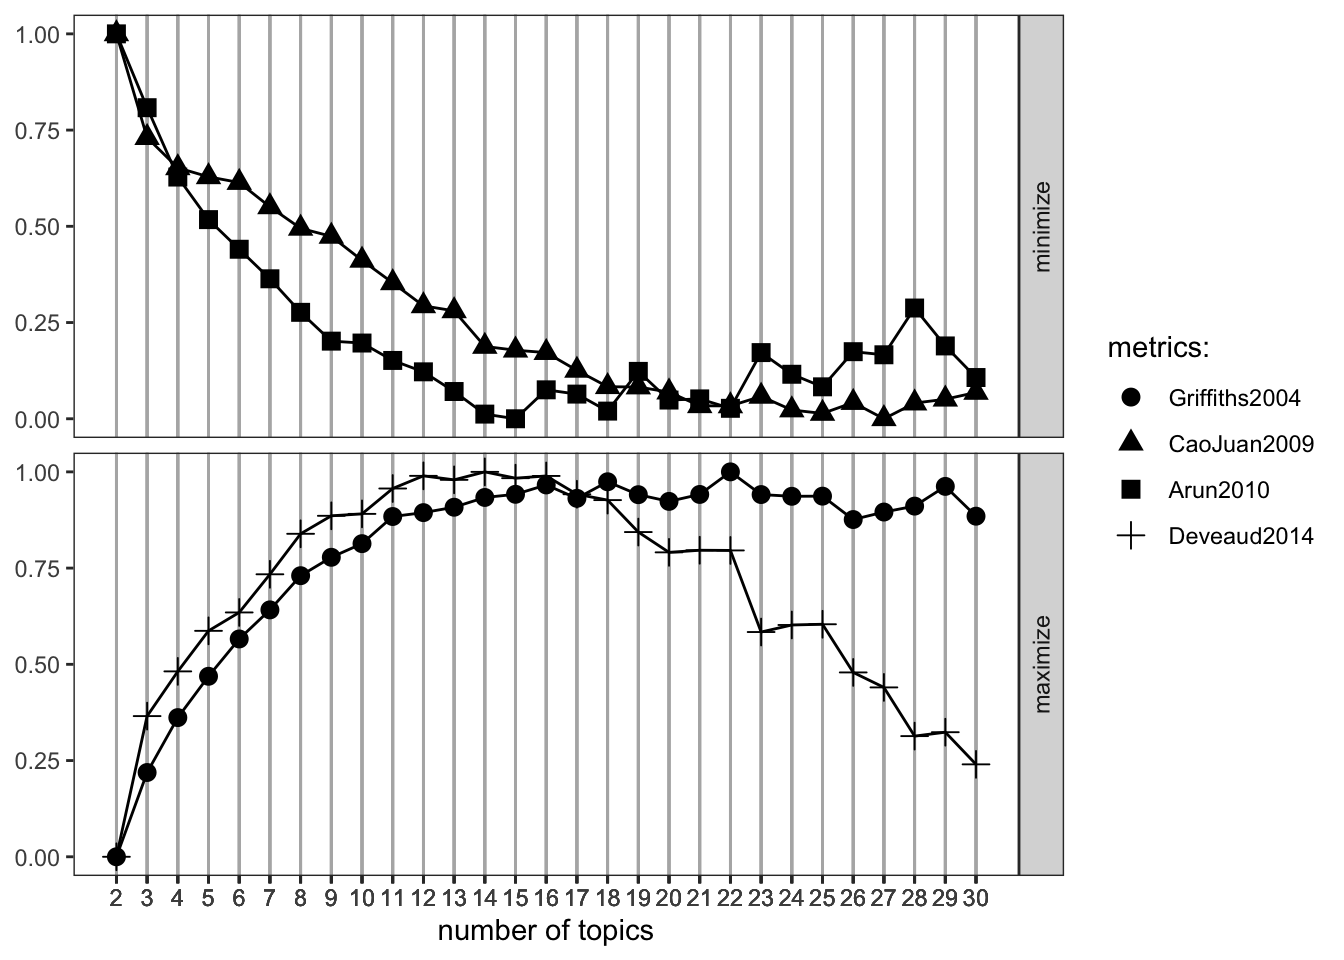 1.00
0.75
0.50
0.25
0.00
minimize
1.00
0.75
0.50
0.25
0.00
maximize
2 3 4 5 6 7 8 9 10 11 12 13 14 15 16 17 18 19 20 21 22 23 24 25 26 27 28 29 30
number of topics
metrics:
Griffiths2004
CaoJuan2009
Arun2010
Deveaud2014